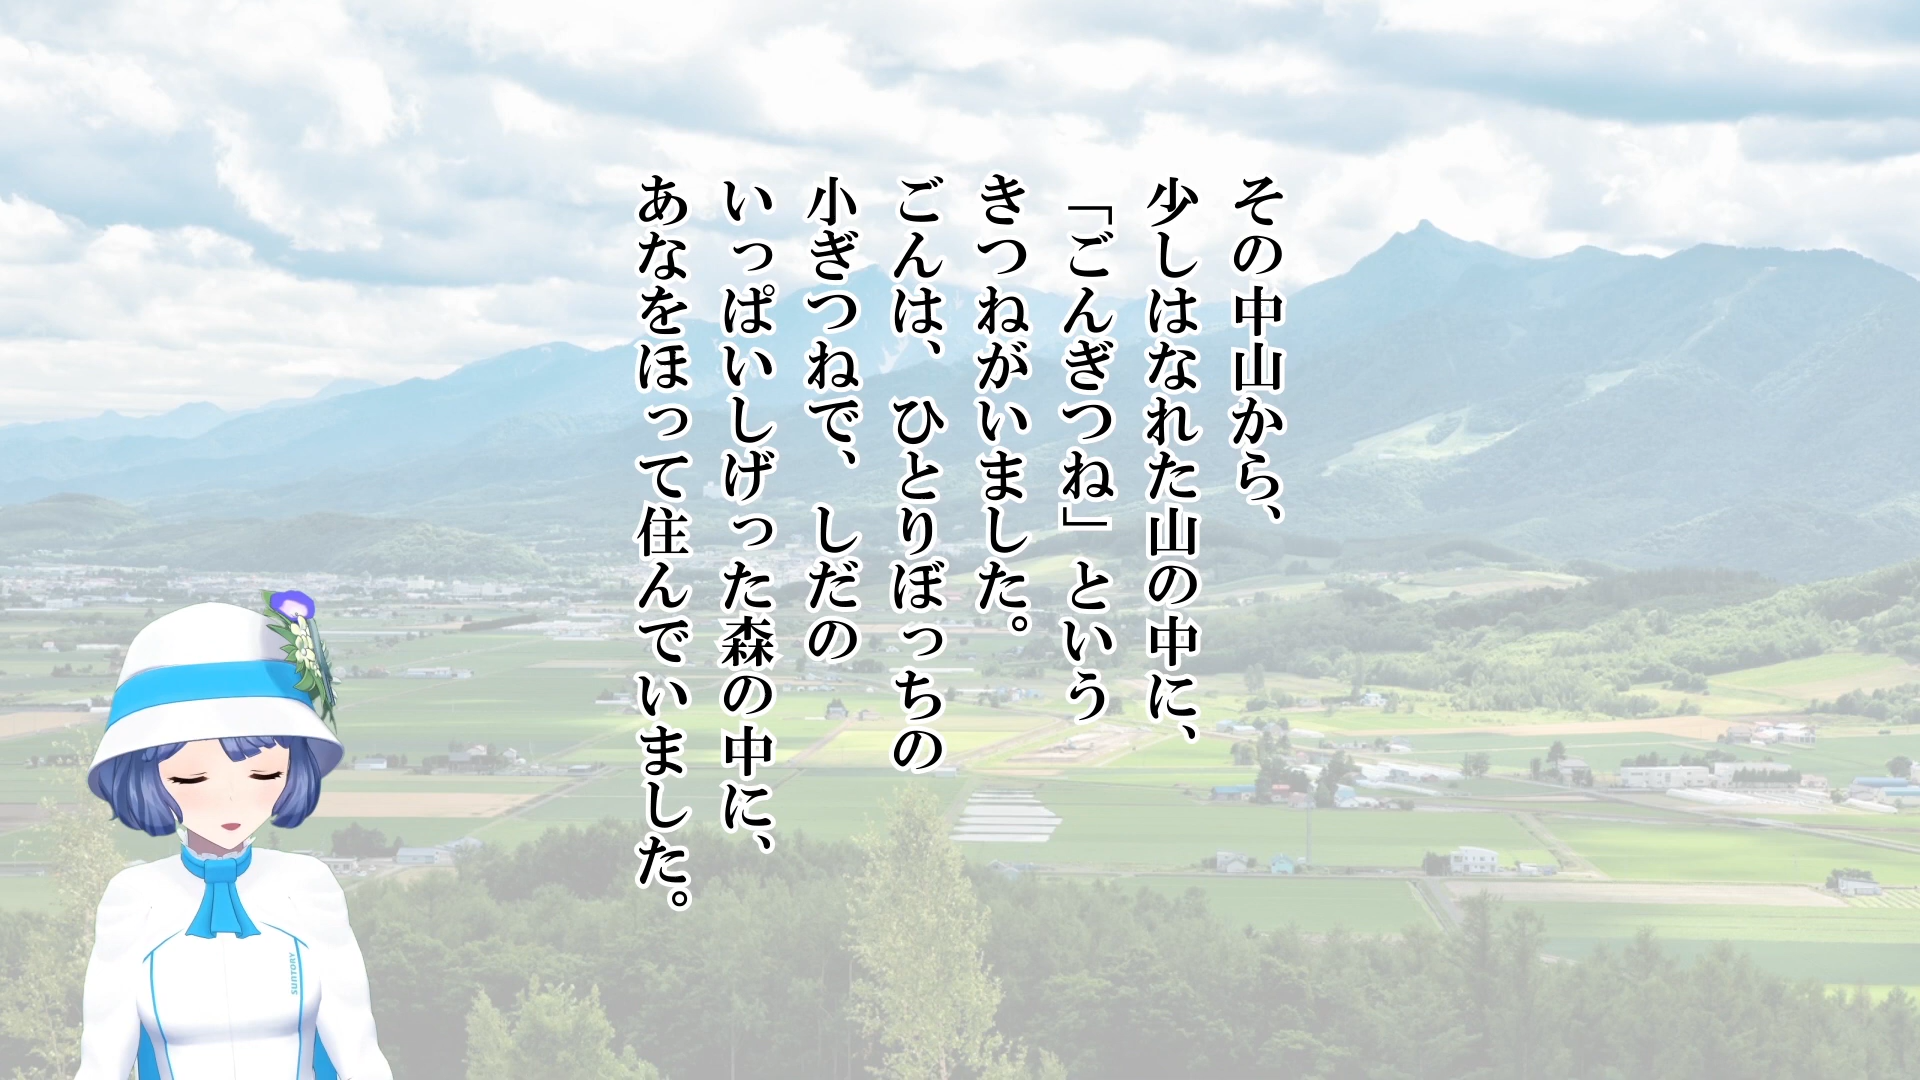 その中山から、
少しはなれた山の中に、
「ごんぎつね」という
きつねがいました。
ごんは、ひとりぼっちの
小ぎつねで、しだの
いっぱいしげった森の中に、
あなをほって住んでいました。
SUNTORY